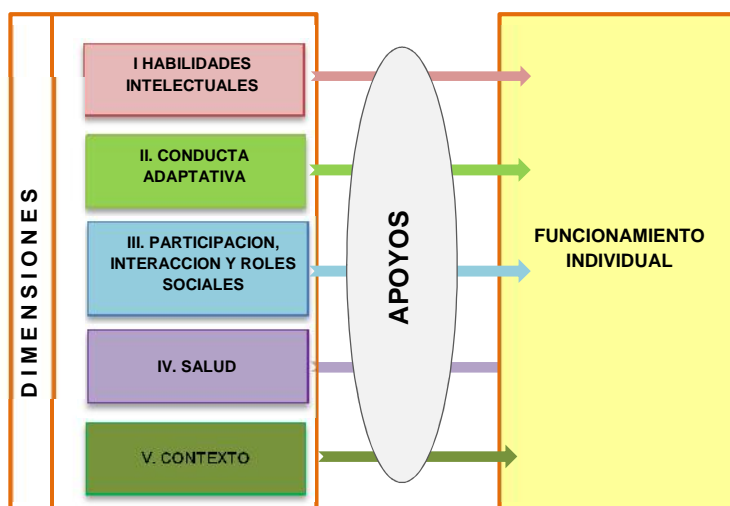 DIMENSIONES
I HABILIDADES
INTELECTUALES
II. CONDUCTA
ADAPTATIVA
III. PARTICIPACION,
INTERACCION Y ROLES
SOCIALES
IV. SALUD
V. CONTEXTO
APOYOS
FUNCIONAMIENTO
INDIVIDUAL